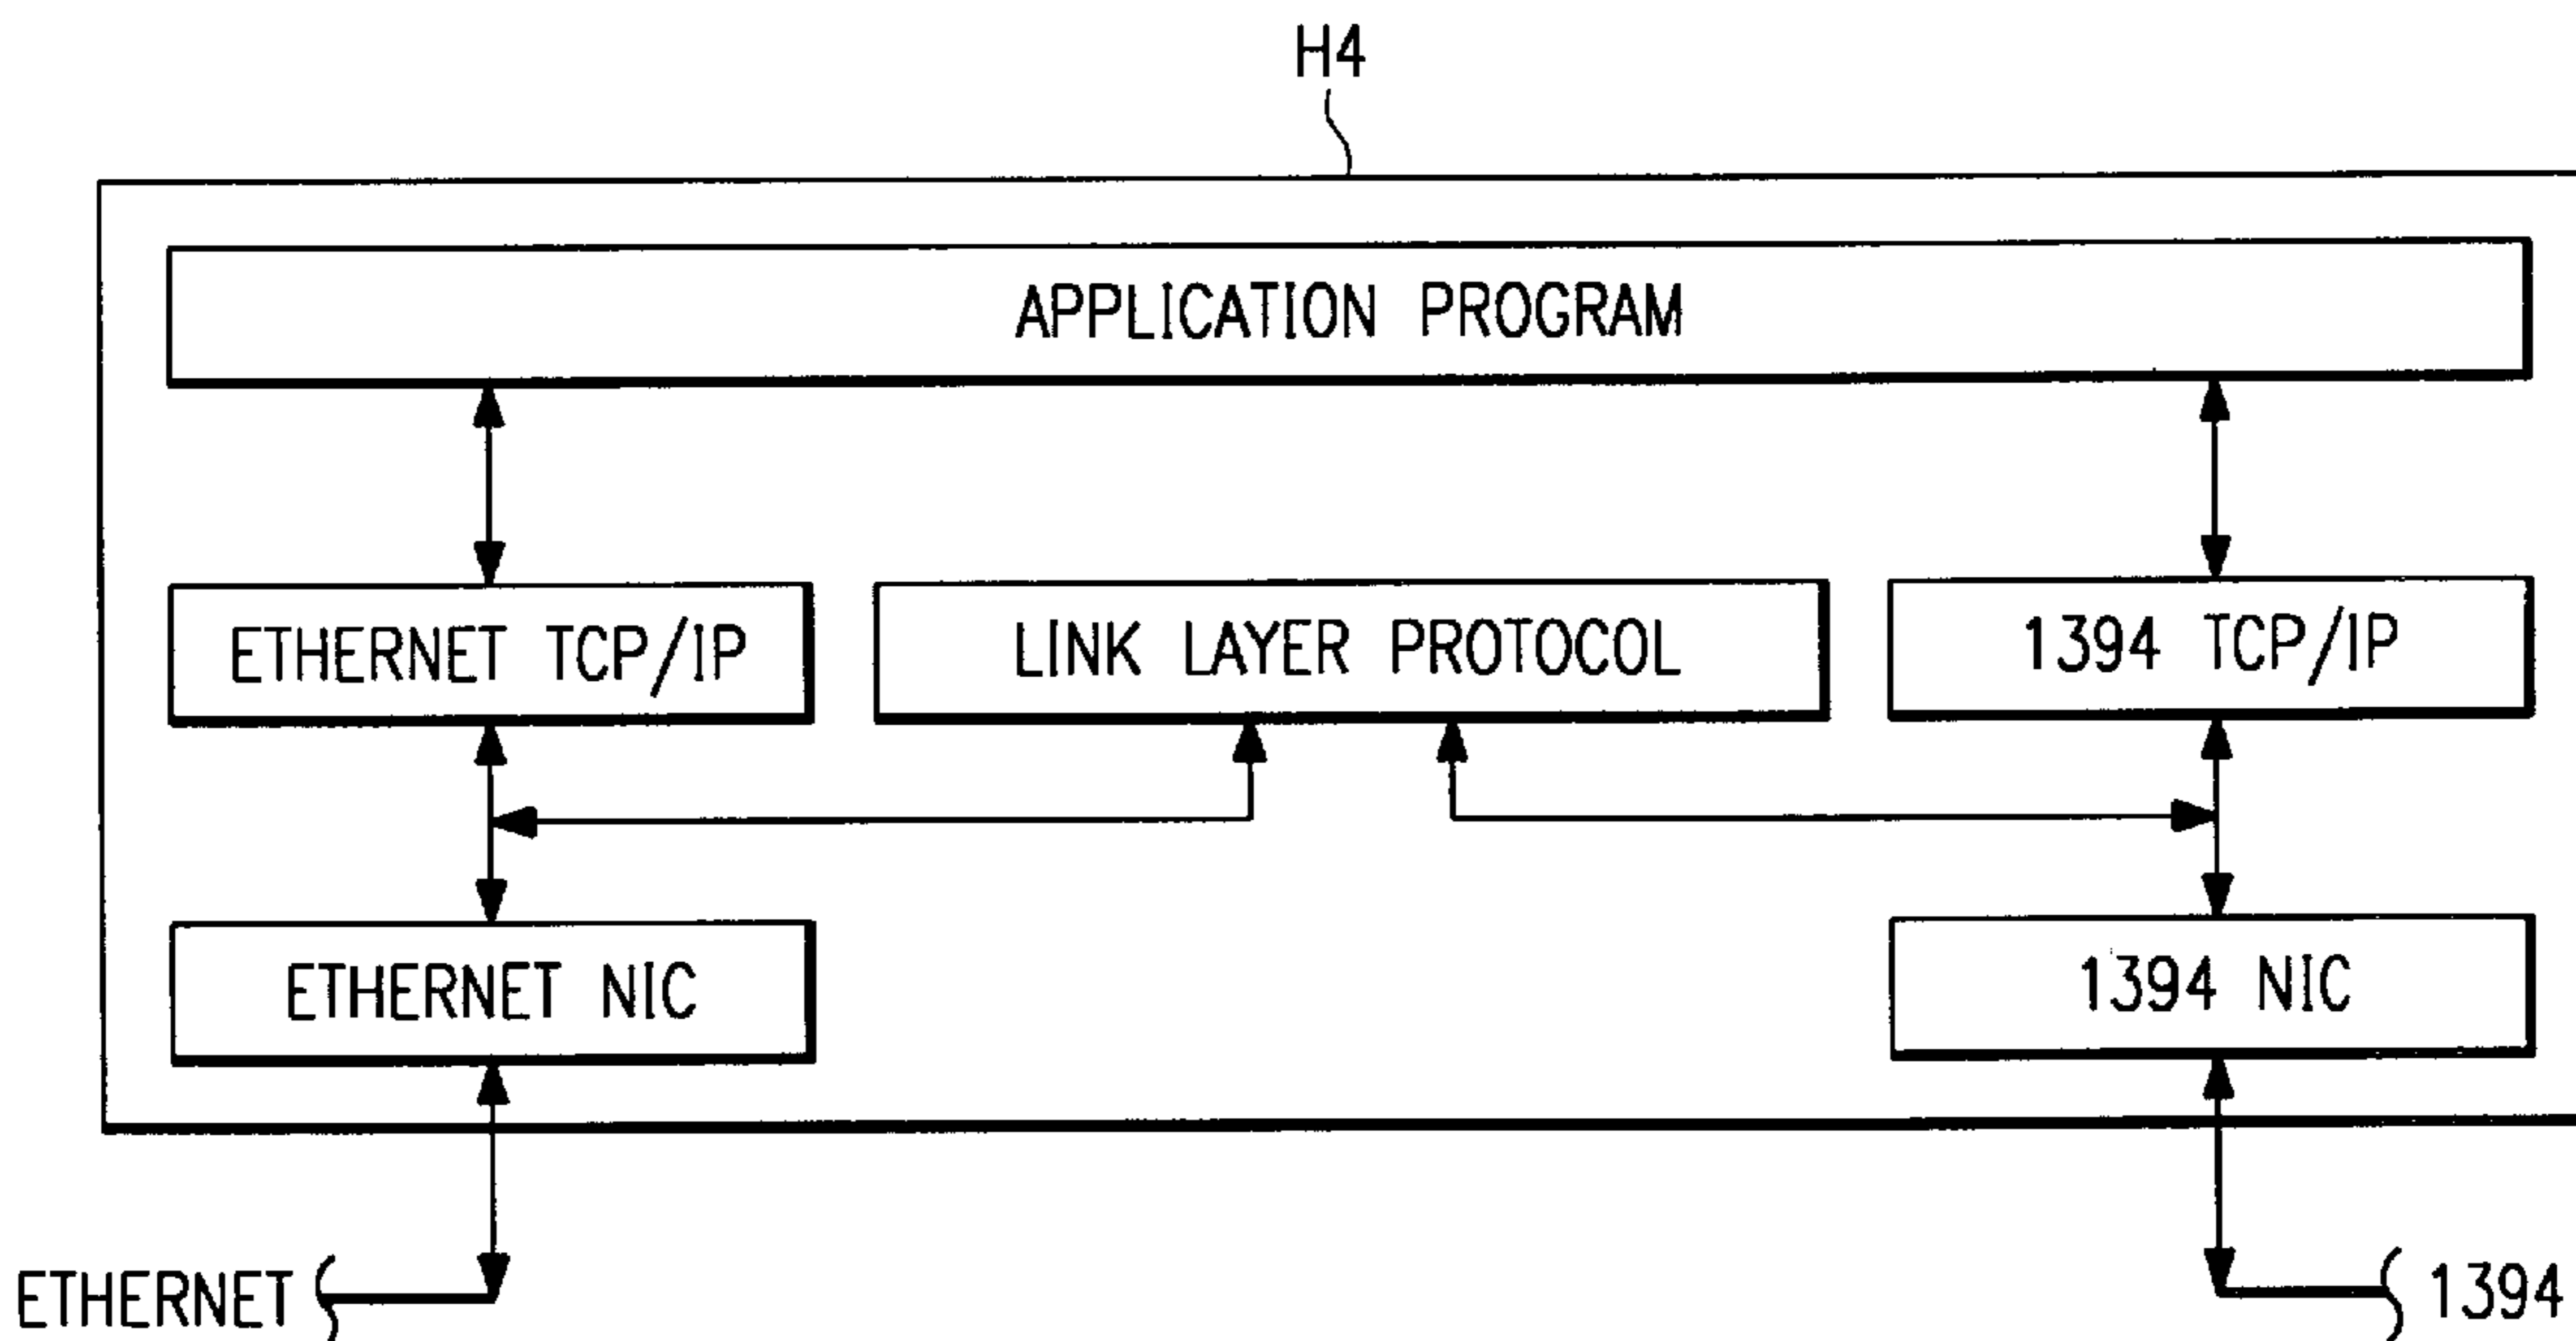 H4
APPLICATION PROGRAM
ETHERNET TCP/IP
LINK LAYER PROTOCOL
1394 TCP/IP
ETHERNET NIC
1394 NIC
ETHERNET
1394